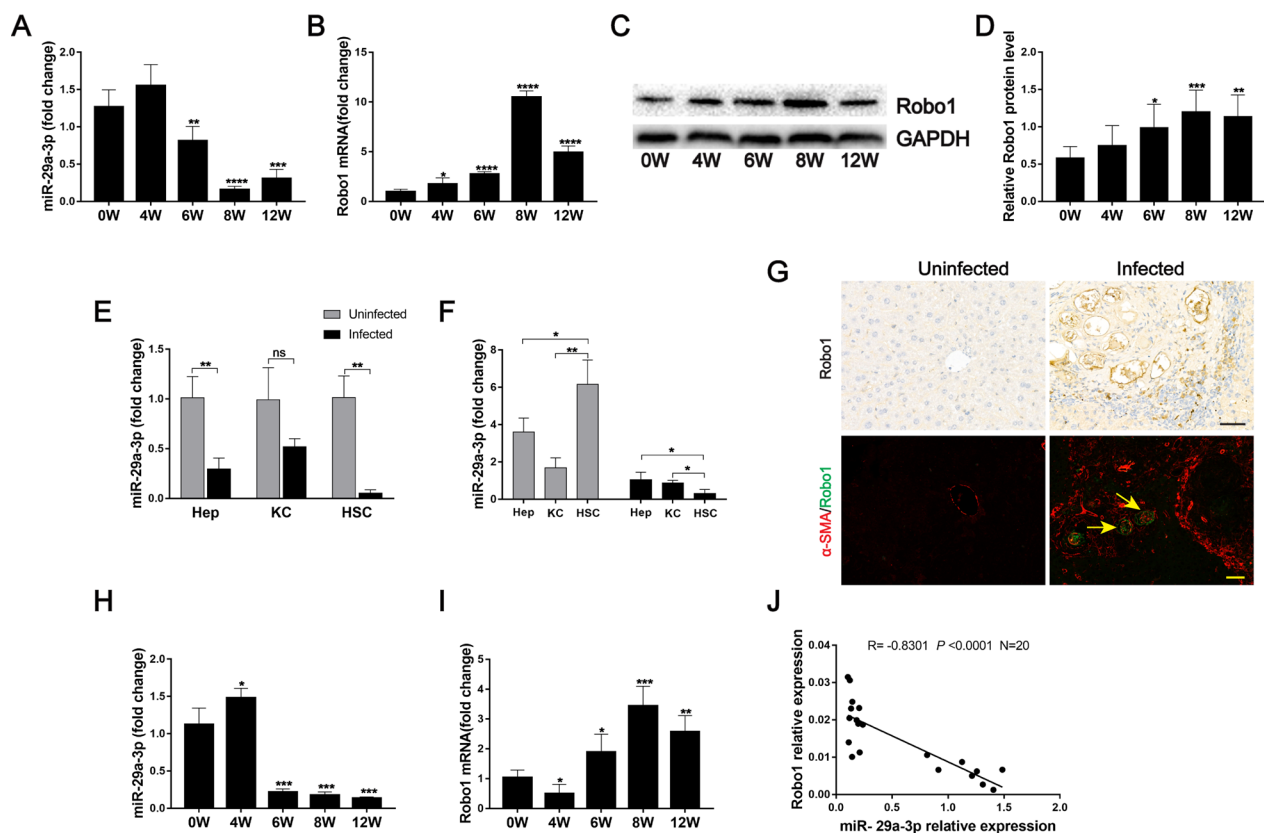 A
miR-29a-3p (fold change)
2.0
1.5
1.0
0.5
0.0
**
****
***
0W 4W 6W 8W 12W
B
Robo1 mRNA(fold change)
15
10
5
0
*
****
****
****
0W 4W 6W 8W 12W
C
Robo1
GAPDH
0W 4W 6W 8W 12W
D
Relative Robo1 protein level
2.0
1.5
1.0
0.5
0.0
*
***
**
0W 4W 6W 8W 12W
E
Uninfected
Infected
miR-29a-3p (fold change)
1.5
1.0
0.5
0.0
**
ns
**
Hep KC HSC
F
miR-29a-3p (fold change)
8
6
4
2
0
*
**
*
*
Hep KC HSC Hep KC HSC
G
Uninfected Infected
Robo1
α-SMA/Robo1
H
miR-29a-3p (fold change)
2.0
1.5
1.0
0.5
0.0
*
***
***
***
0W 4W 6W 8W 12W
I
Robo1 mRNA(fold change)
5
4
3
2
1
0
*
*
***
**
0W 4W 6W 8W 12W
J
R= -0.8301 P <0.0001 N=20
Robo1 relative expression
0.04
0.03
0.02
0.01
0.00
0.0 0.5 1.0 1.5 2.0
miR- 29a-3p relative expression